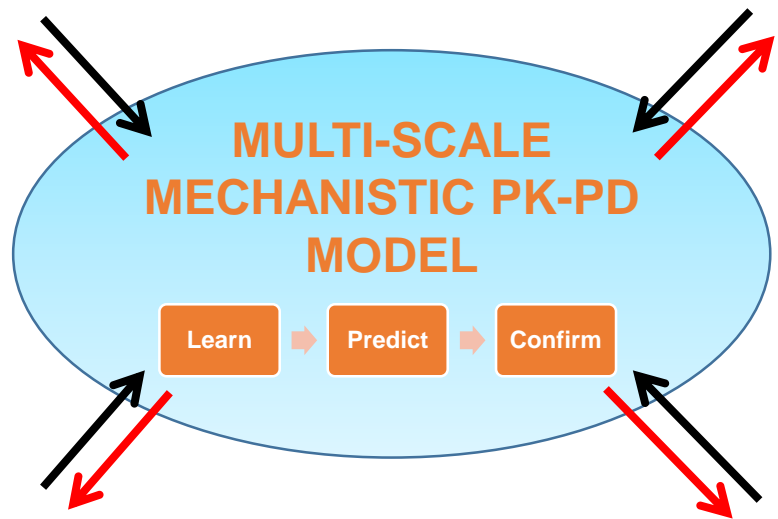 MULTI-SCALE
MECHANISTIC PK-PD
MODEL
Learn
Predict
Confirm